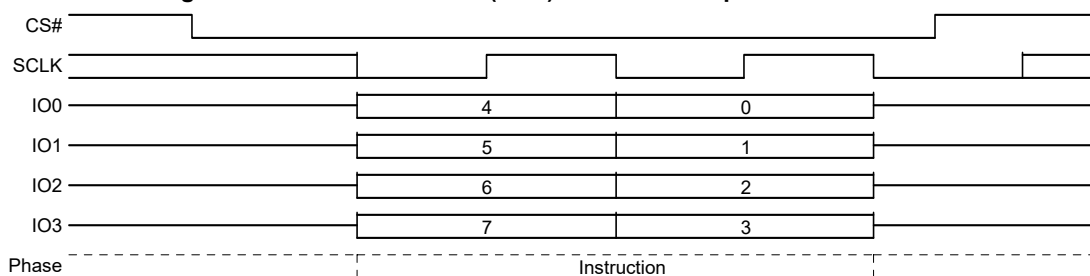 CS#
SCLK
IO0 4 0
IO1 5 1
IO2 6 2
IO3 7 3
Phase Instruction